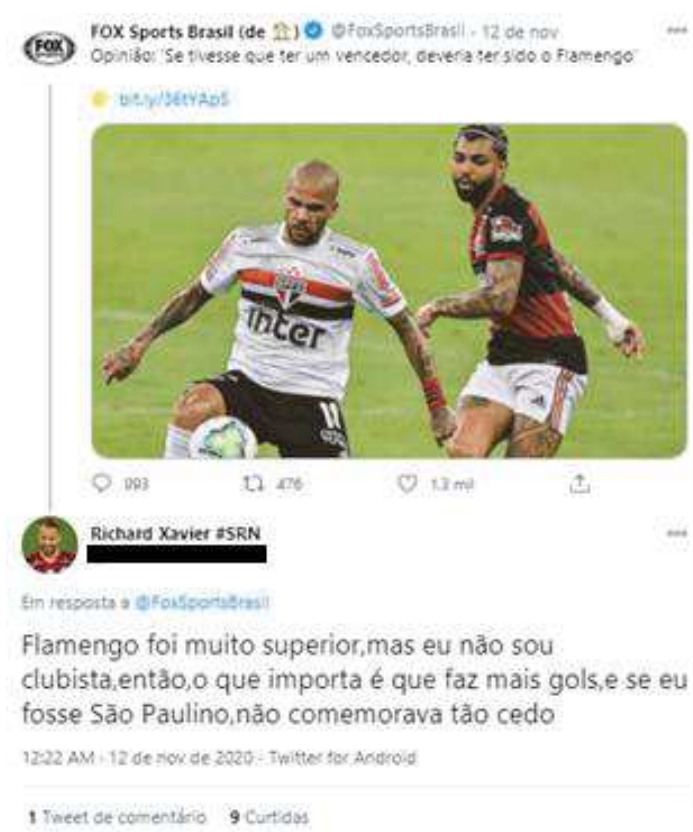 FOX Sports Brasil (de 🏠) @FoxSportsBrasil · 12 de nov
Opinião: 'Se tivesse que ter um vencedor, deveria ter sido o Flamengo'
bit.ly/36tYApS
inter
993 476 1,3 mil
Richard Xavier #SRN
Em resposta a @FoxSportsBrasil
Flamengo foi muito superior,mas eu não sou
clubista,então,o que importa é que faz mais gols,e se eu
fosse São Paulino,não comemorava tão cedo
12:22 AM · 12 de nov de 2020 · Twitter for Android
1 Tweet de comentário 9 Curtidas